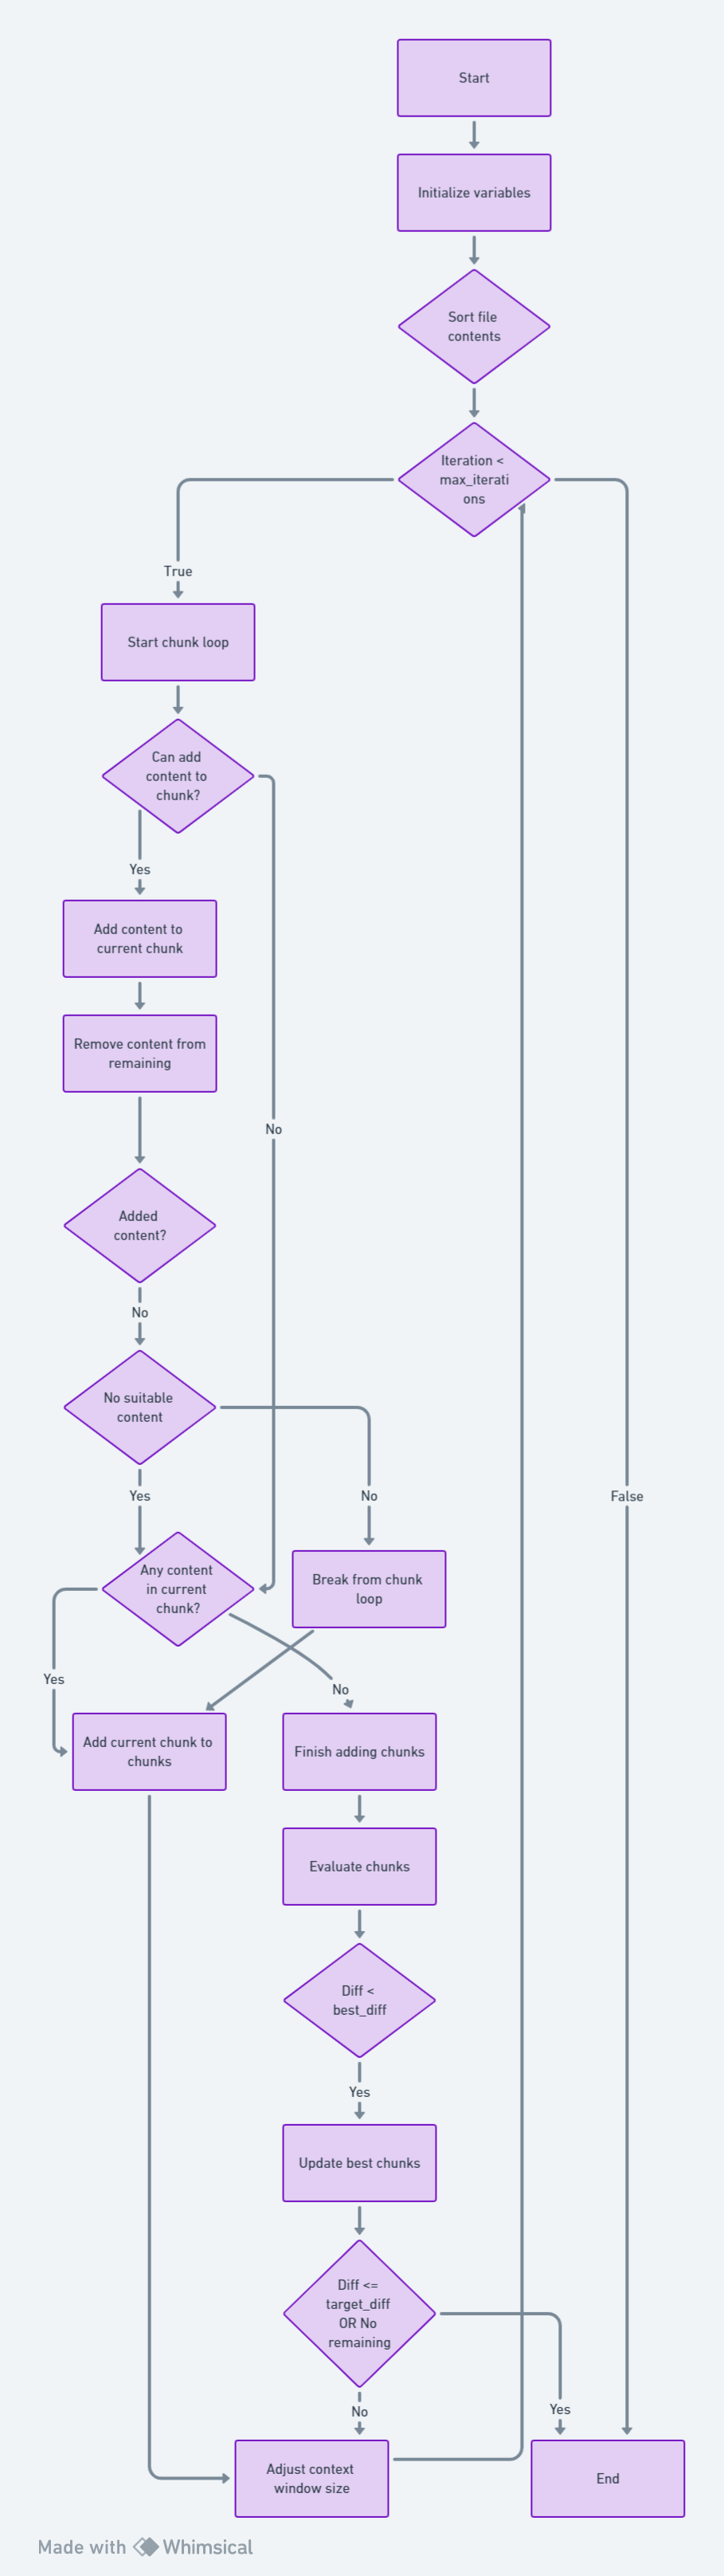 Start
Initialize variables
Sort file
contents
Iteration <
max_iterati
ons
True
Start chunk loop
Can add
content to
chunk?
Yes
Add content to
current chunk
Remove content from
remaining
No
Added
content?
No
No suitable
content
Yes
No
False
Any content
in current
chunk?
Break from chunk
loop
Yes
No
Add current chunk to
chunks
Finish adding chunks
Evaluate chunks
Diff <
best_diff
Yes
Update best chunks
Diff <=
target_diff
OR No
remaining
No
Yes
Adjust context
window size
End
Made with Whimsical